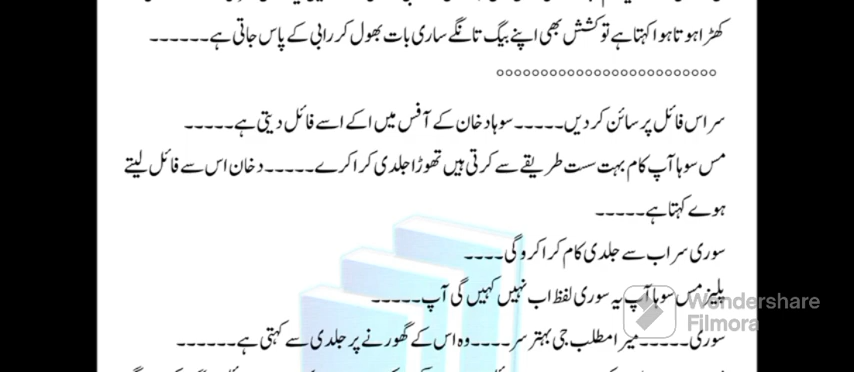 کھڑا ہوتا ہوا کہتا ہے تو کشش بھی اپنے بیگ تانگے ساری بات بھول کر رابی کے پاس جاتی ہے۔۔۔۔۔۔
°°°°°°°°°°°°°°°°°°°°°°°°°
سر اس فائل پر سائن کر دیں۔۔۔۔۔سوہا دخان کے آفس میں اکے اسے فائل دیتی ہے۔۔۔۔۔
مس سوہا آپ کام بہت سست طریقے سے کرتی ہیں تھوڑا جلدی کرا کرے۔۔۔۔۔دخان اس سے فائل لیتے
ہوے کہتا ہے۔۔۔۔۔
سوری سر اب سے جلدی کام کرا کرو گی۔۔۔۔
پلیز مس سوہا آپ یہ سوری لفظ اب نہیں کہیں گی آپ۔۔۔۔۔
سوری۔۔۔۔۔میرا مطلب جی بہتر سر۔۔۔۔وہ اس کے گھورنے پر جلدی سے کہتی ہے۔۔۔۔۔۔
Wondershare
Filmora